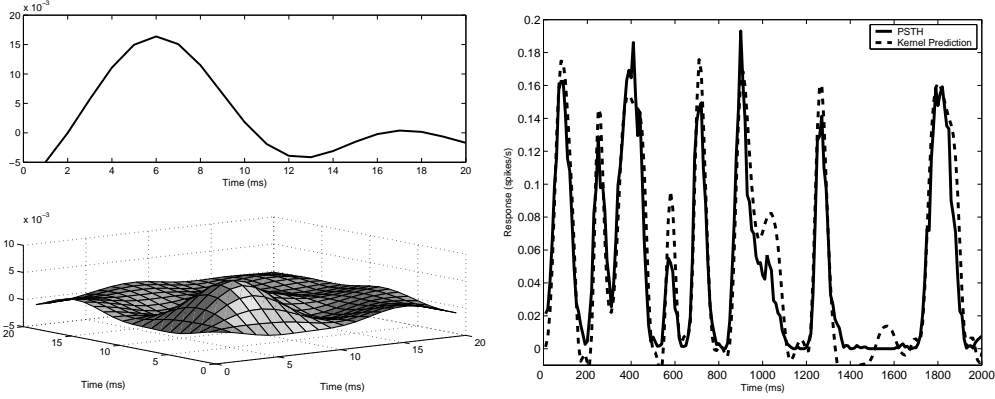 x 10⁻³
20
15
10
5
0
−5
0 2 4 6 8 10 12 14 16 18 20
Time (ms)
x 10⁻³
10
5
0
−5
20
15
10
5
0
0
5
10
15
20
Time (ms)
Time (ms)
0.2
0.18
0.16
0.14
0.12
0.1
0.08
0.06
0.04
0.02
0
Response (spikes/s)
PSTH
Kernel Prediction
0 200 400 600 800 1000 1200 1400 1600 1800 2000
Time (ms)